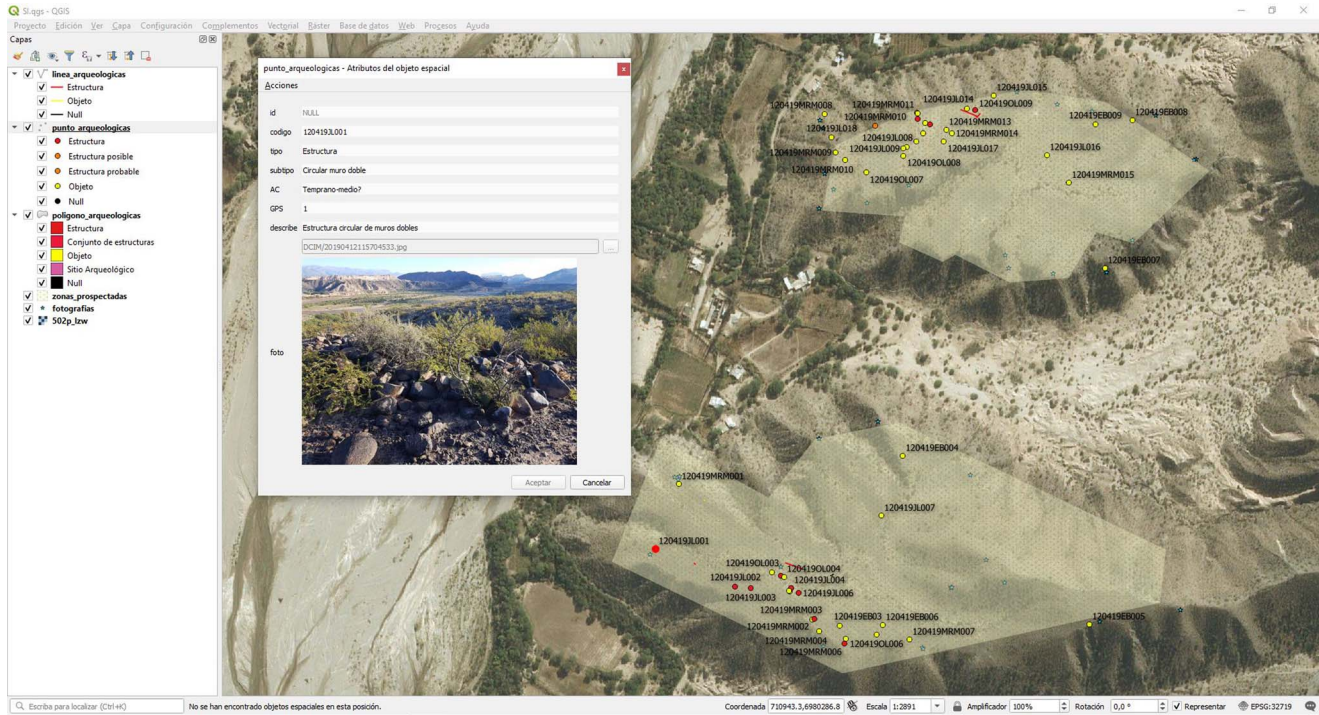 SI.qgs - QGIS
Proyecto Edición Ver Capa Configuración Complementos Vectorial Ráster Base de datos Web Procesos Ayuda
Capas
linea_arqueologicas
Estructura
Objeto
Null
punto_arqueologicas
Estructura
Estructura posible
Estructura probable
Objeto
Null
poligono_arqueologicas
Estructura
Conjunto de estructuras
Objeto
Sitio Arqueológico
Null
zonas_prospectadas
fotografias
502p_lzw
punto_arqueologicas - Atributos del objeto espacial
Acciones
id NULL
codigo 120419JL001
tipo Estructura
subtipo Circular muro doble
AC Temprano-medio?
GPS 1
describe Estructura circular de muros dobles
DCIM/20190412115704533.jpg
...
foto
Aceptar Cancelar
120419JL015
120419JL014
120419OL009
120419MRM008
120419MRM011
120419EB008
120419MRM010
120419EB009
120419MRM013
120419JL018
120419MRM014
120419JL008
120419JL009
120419JL017
120419JL016
120419MRM009
120419OL008
120419MRM010
120419OL007
120419MRM015
120419EB007
120419EB004
120419MRM001
120419JL007
120419JL001
120419OL003
120419OL004
120419JL002
120419JL004
120419JL003
120419JL006
120419MRM003
120419EB03
120419EB006
120419EB005
120419MRM002
120419MRM007
120419MRM004
120419OL006
120419MRM006
Escriba para localizar (Ctrl+K) No se han encontrado objetos espaciales en esta posición. Coordenada 710943.3,6980286.8 Escala 1:2891 Amplificador 100% Rotación 0,0 ° Representar EPSG:32719